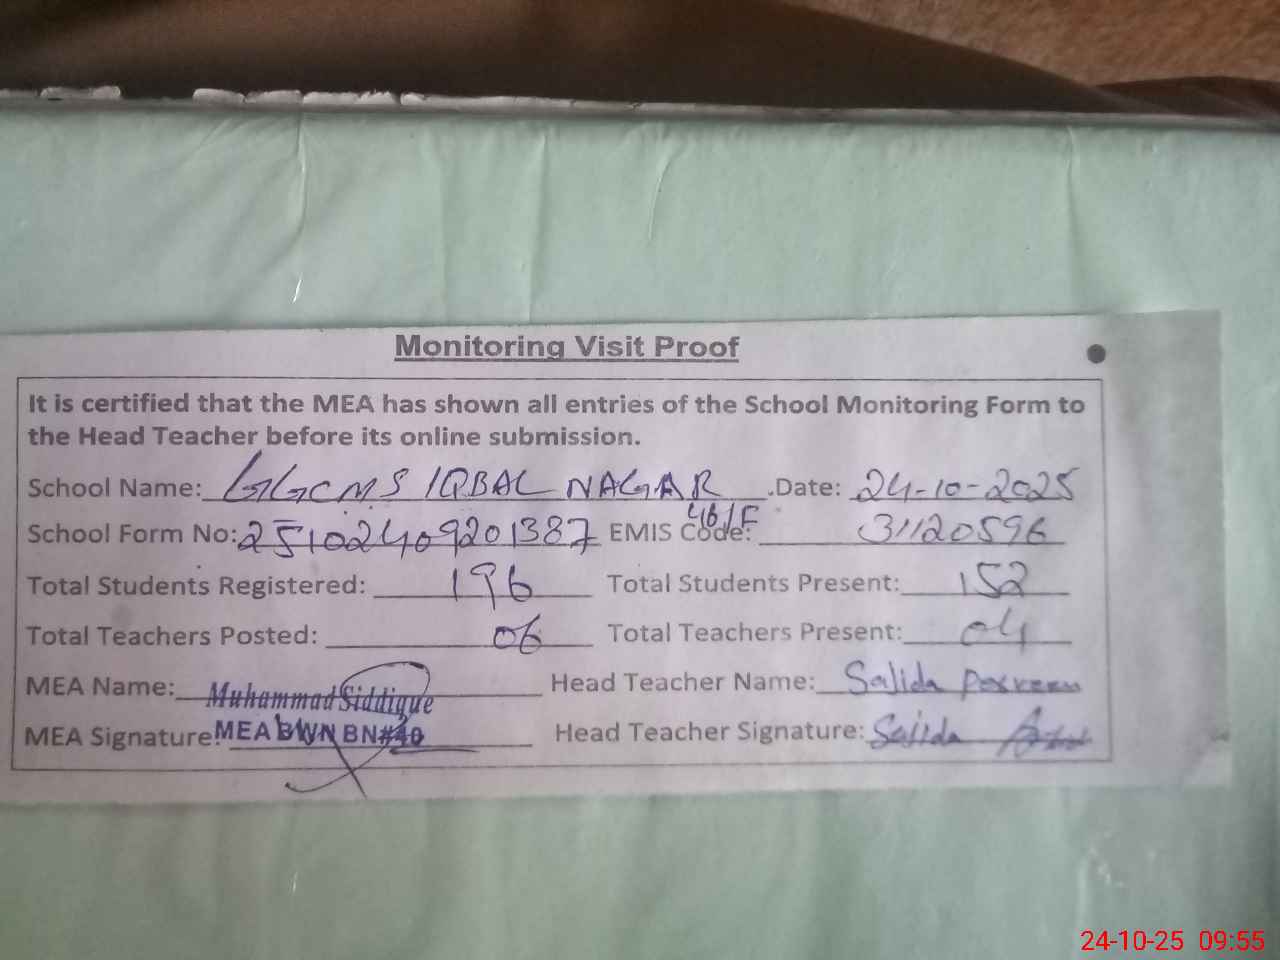 Monitoring Visit Proof
It is certified that the MEA has shown all entries of the School Monitoring Form to
the Head Teacher before its online submission.
School Name: GGCMS IQBAL NAGAR Date: 24-10-2025
46/F
School Form No: 25102409201387 EMIS Code: 31120596
Total Students Registered: 196 Total Students Present: 152
Total Teachers Posted: 06 Total Teachers Present: 04
MEA Name: Muhammad Siddique Head Teacher Name: Sajida Parveen
MEA Signature: MEA BWN BN#40 Head Teacher Signature: Sajida
24-10-25 09:55